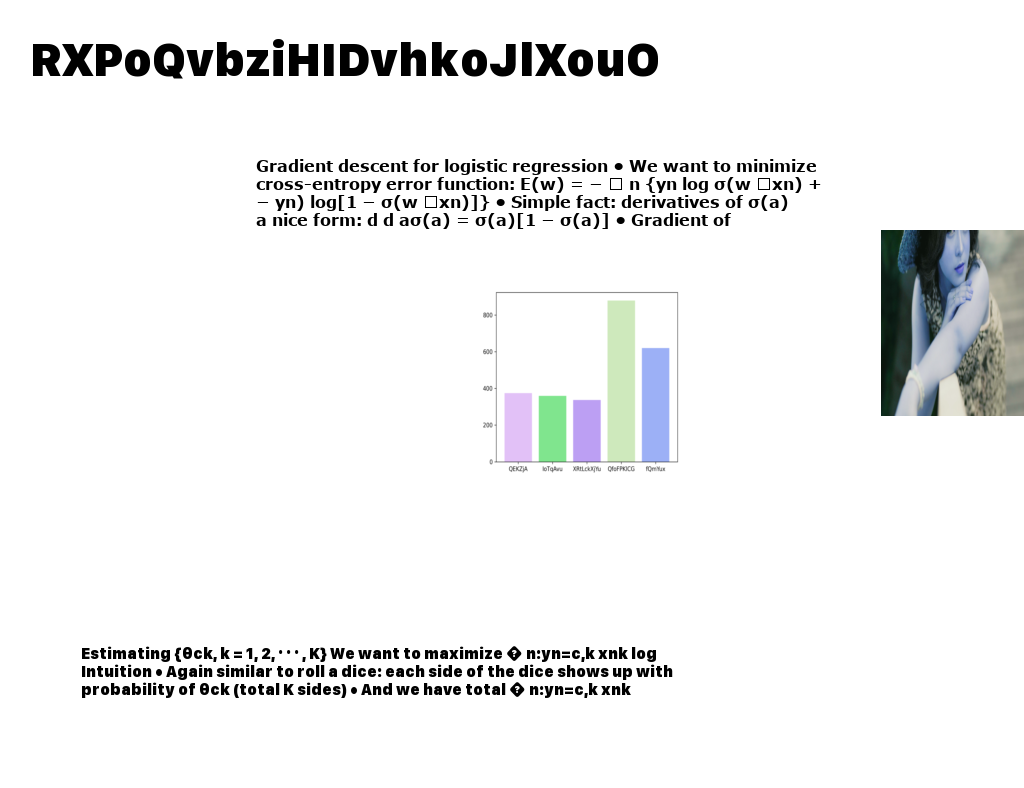 RXPoQvbziHIDvhkoJlXouO
Gradient descent for logistic regression • We want to minimize
cross-entropy error function: E(w) = − □ n {yn log σ(w □xn) +
− yn) log[1 − σ(w □xn)]} • Simple fact: derivatives of σ(a)
a nice form: d d aσ(a) = σ(a)[1 − σ(a)] • Gradient of
800
600
400
200
0
QEKZjA IoTqAvu XRtLckXjYu QfoFPKICG fQmYux
Estimating {θck, k = 1, 2, · · · , K} We want to maximize � n:yn=c,k xnk log
Intuition • Again similar to roll a dice: each side of the dice shows up with
probability of θck (total K sides) • And we have total � n:yn=c,k xnk